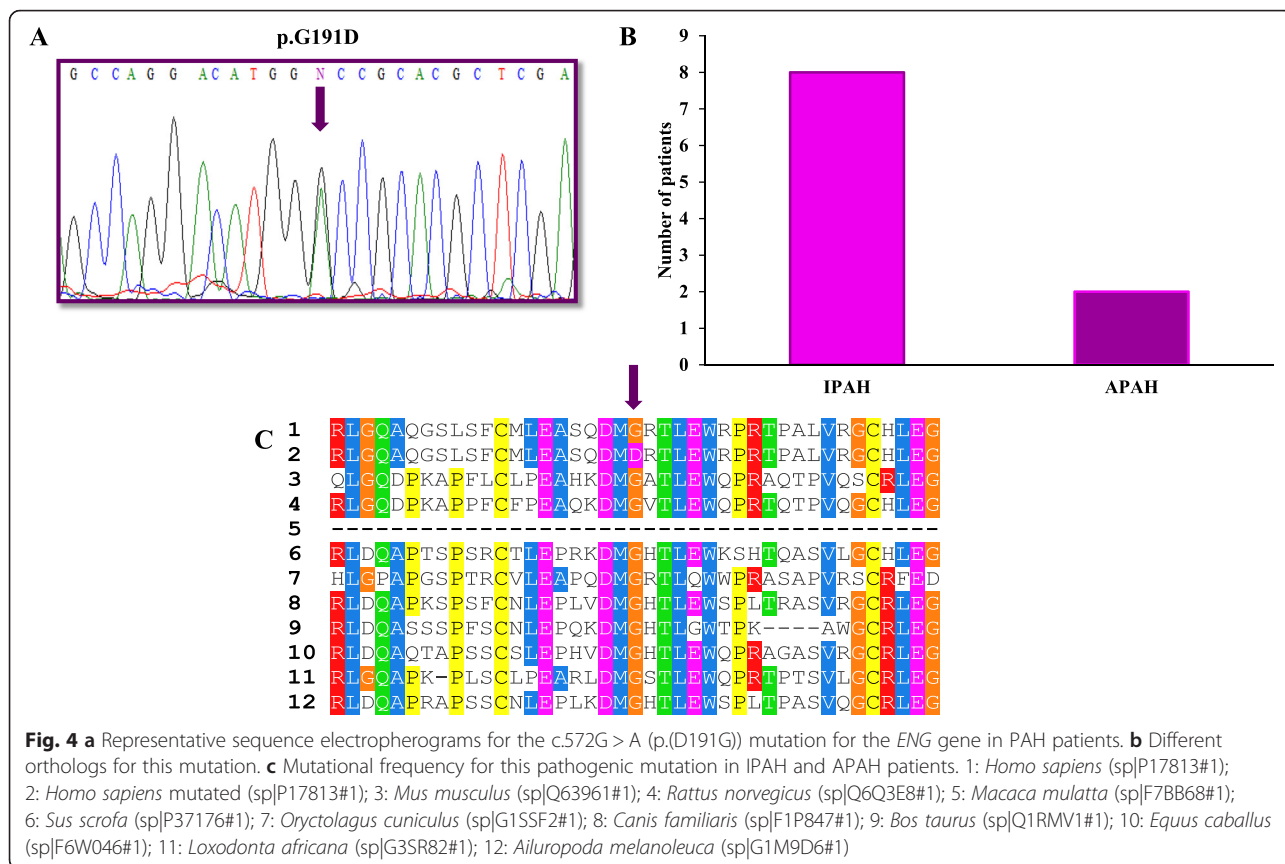 A
p.G191D
G C C A G G A C A T G G N C C G C A C G C T C G A
B
Number of patients
9
8
7
6
5
4
3
2
1
0
IPAH
APAH
C
1 RLGQAQGSLSFCMLEASQDMGRTLEWRPRTPALVRGCHLEG
2 RLGQAQGSLSFCMLEASQDMDRTLEWRPRTPALVRGCHLEG
3 QLGQDPKAPFLCLPEAHKDMGATLEWQPRAQTPVQSCRLEG
4 RLGQDPKAPPFCFPEAQKDMGVTLEWQPRTQTPVQGCHLEG
5 -----------------------------------------
6 RLDQAPTSPSRCTLEPRKDMGHTLEWKSHTQASVLGCHLEG
7 HLGPAPGSPTRCVLEAPQDMGRTLQWWPRASAPVRSCRFED
8 RLDQAPKSPSFCNLEPLVDMGHTLEWSPLTRASVRGCRLEG
9 RLDQASSSPFSCNLEPQKDMGHTLGWTPK----AWGCRLEG
10 RLDQAQTAPSSCSLEPHVDMGHTLEWQPRAGASVRGCRLEG
11 RLGQAPK-PLSCLPEARLDMGSTLEWQPRTPTSVLGCRLEG
12 RLDQAPRAPSSCNLEPLKDMGHTLEWSPLTPASVQGCRLEG
Fig. 4 a Representative sequence electropherograms for the c.572G > A (p.(D191G)) mutation for the ENG gene in PAH patients. b Different
orthologs for this mutation. c Mutational frequency for this pathogenic mutation in IPAH and APAH patients. 1: Homo sapiens (sp|P17813#1);
2: Homo sapiens mutated (sp|P17813#1); 3: Mus musculus (sp|Q63961#1); 4: Rattus norvegicus (sp|Q6Q3E8#1); 5: Macaca mulatta (sp|F7BB68#1);
6: Sus scrofa (sp|P37176#1); 7: Oryctolagus cuniculus (sp|G1SSF2#1); 8: Canis familiaris (sp|F1P847#1); 9: Bos taurus (sp|Q1RMV1#1); 10: Equus caballus
(sp|F6W046#1); 11: Loxodonta africana (sp|G3SR82#1); 12: Ailuropoda melanoleuca (sp|G1M9D6#1)